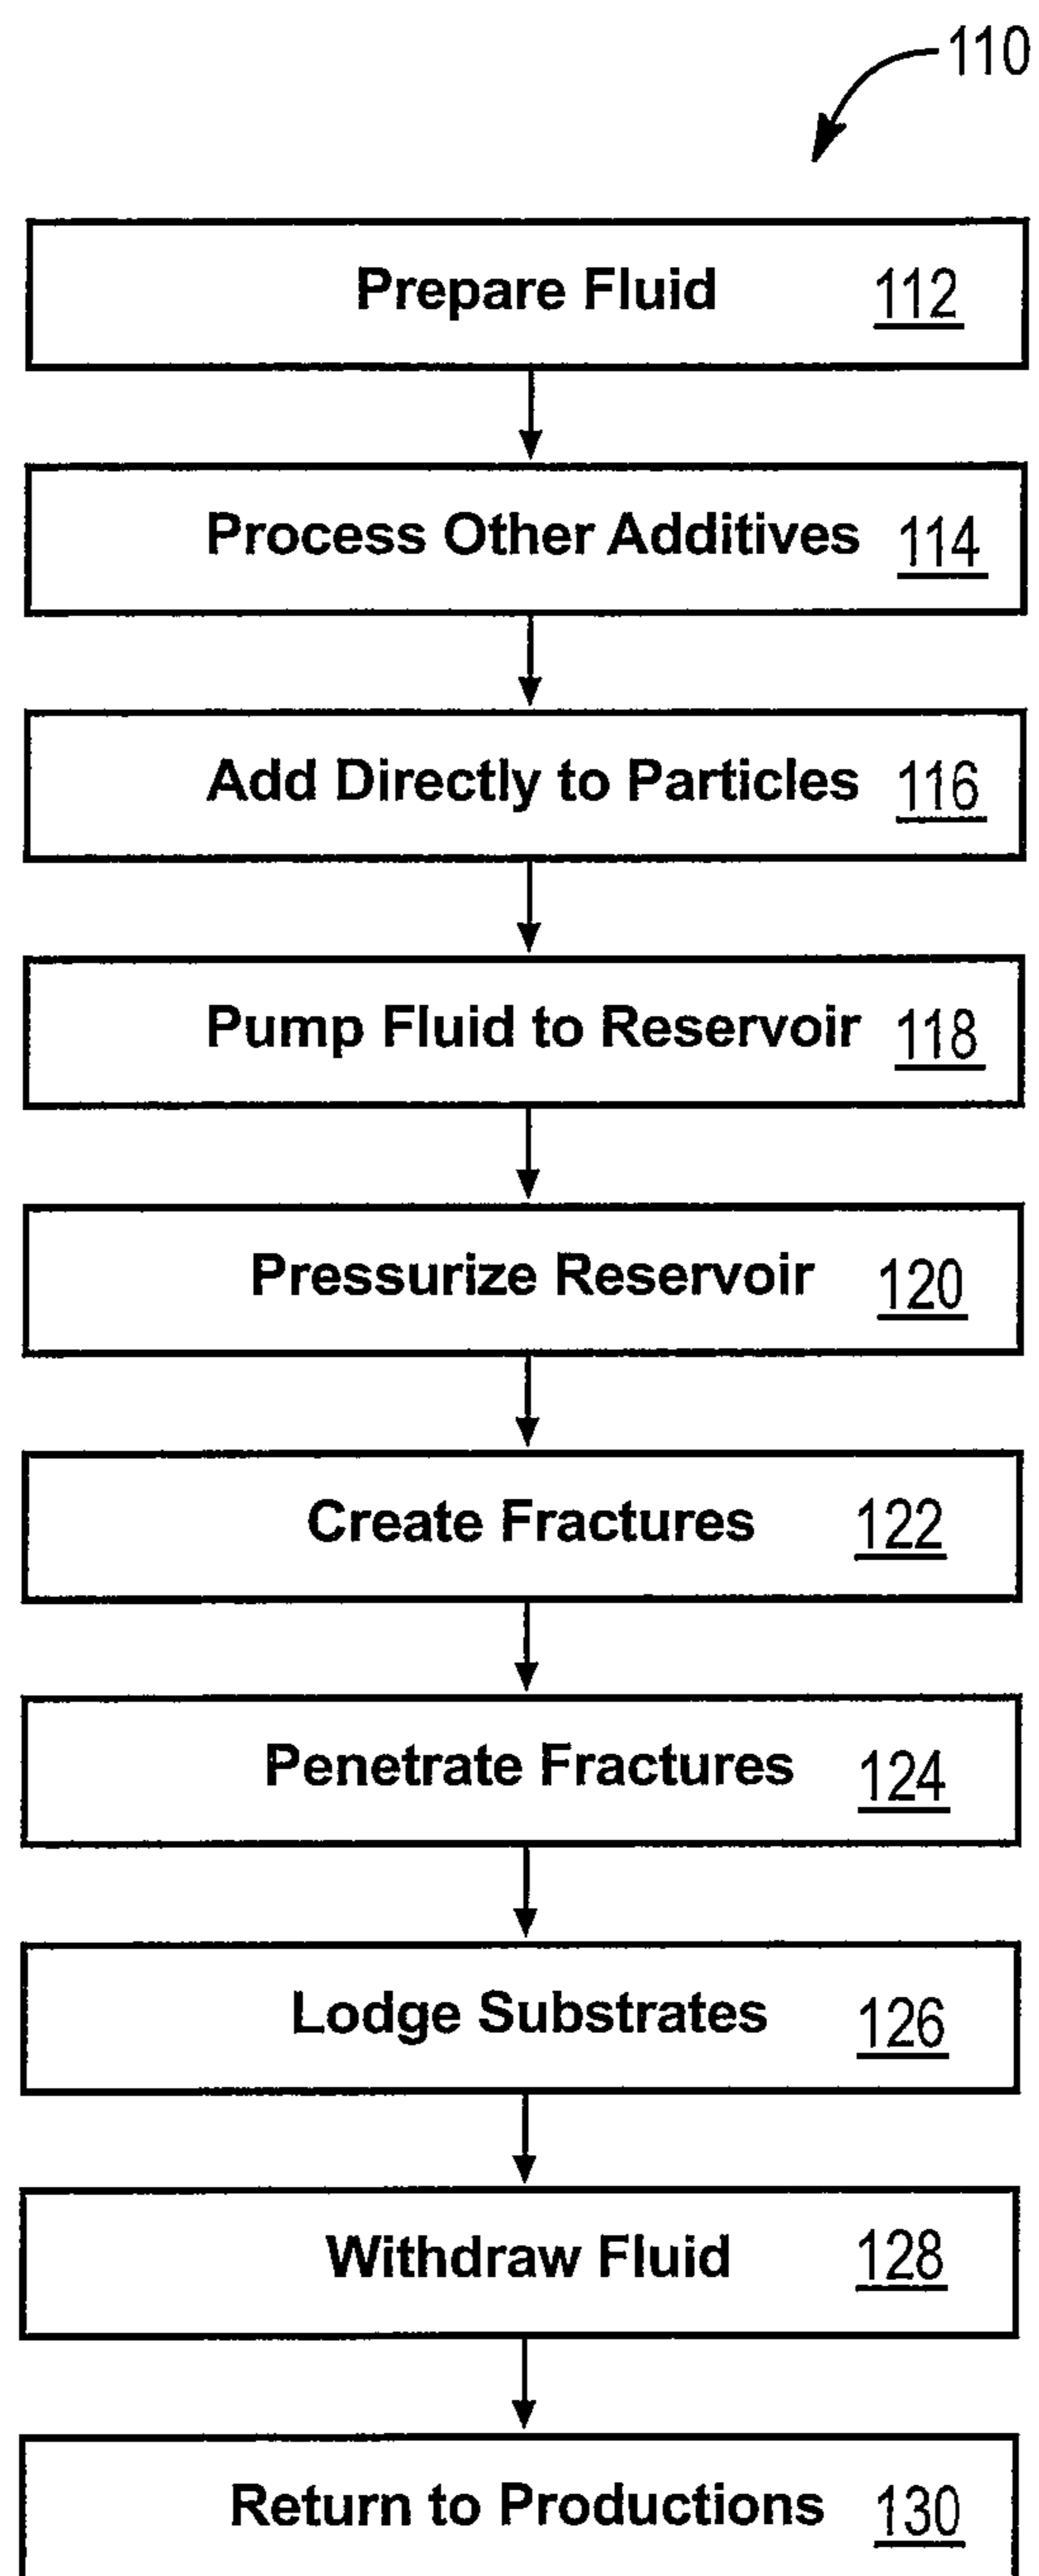 110
Prepare Fluid 112
Process Other Additives 114
Add Directly to Particles 116
Pump Fluid to Reservoir 118
Pressurize Reservoir 120
Create Fractures 122
Penetrate Fractures 124
Lodge Substrates 126
Withdraw Fluid 128
Return to Productions 130